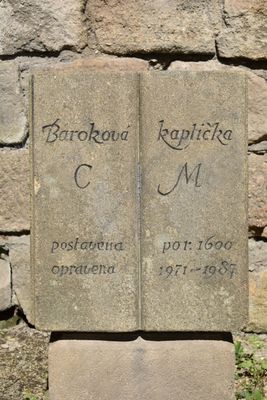 Baroková kaplička
C M
postavena po r. 1600
opravena 1971–1987